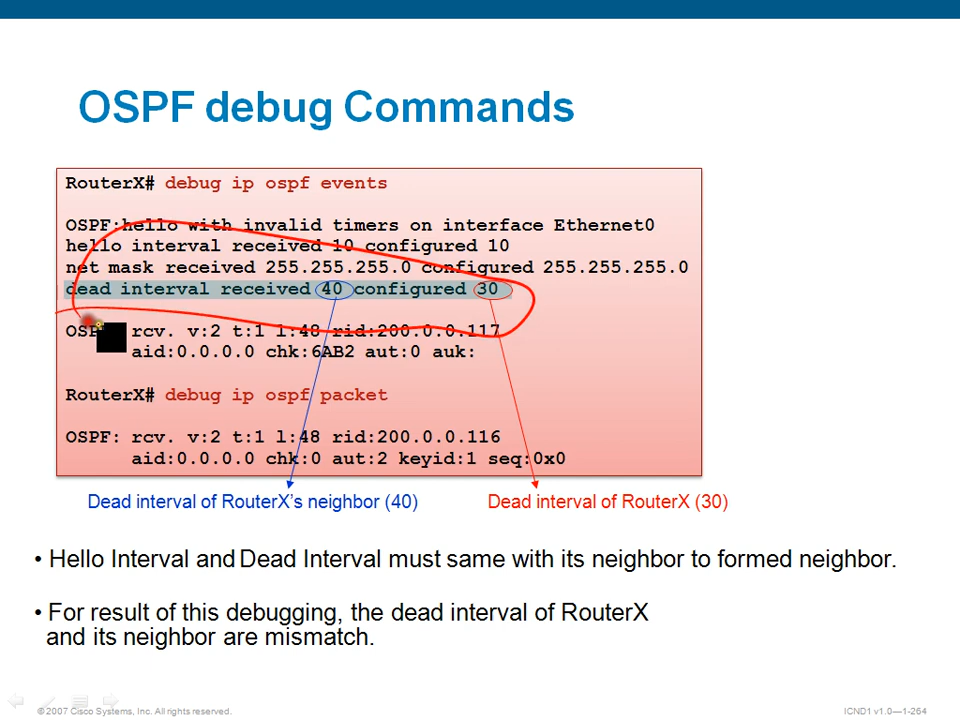 OSPF debug Commands
RouterX# debug ip ospf events
OSPF:hello with invalid timers on interface Ethernet0
hello interval received 10 configured 10
net mask received 255.255.255.0 configured 255.255.255.0
dead interval received 40 configured 30
OSPF rcv. v:2 t:1 l:48 rid:200.0.0.117
aid:0.0.0.0 chk:6AB2 aut:0 auk:
RouterX# debug ip ospf packet
OSPF: rcv. v:2 t:1 l:48 rid:200.0.0.116
aid:0.0.0.0 chk:0 aut:2 keyid:1 seq:0x0
Dead interval of RouterX's neighbor (40) Dead interval of RouterX (30)
• Hello Interval and Dead Interval must same with its neighbor to formed neighbor.
• For result of this debugging, the dead interval of RouterX
and its neighbor are mismatch.
© 2007 Cisco Systems, Inc. All rights reserved. ICND1 v1.0—1-264